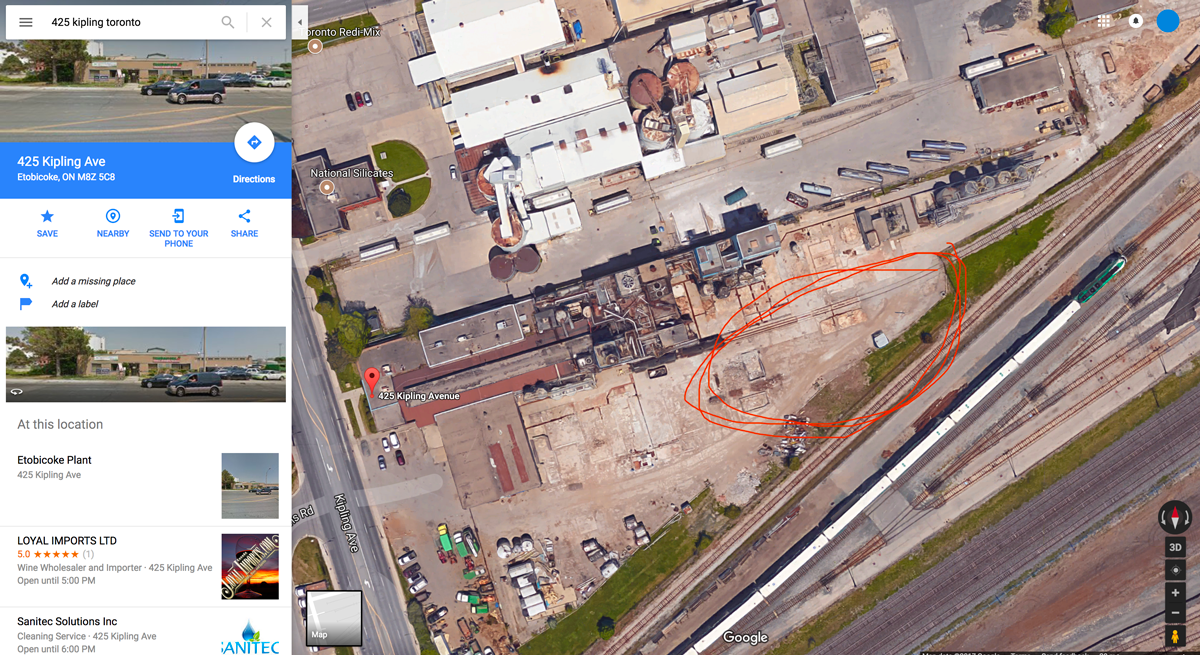 425 kipling toronto
425 Kipling Ave
Etobicoke, ON M8Z 5C8
Directions
SAVE
NEARBY
SEND TO YOUR
PHONE
SHARE
Add a missing place
Add a label
At this location
Etobicoke Plant
425 Kipling Ave
LOYAL IMPORTS LTD
5.0 ★★★★★ (1)
Wine Wholesaler and Importer · 425 Kipling Ave
Open until 5:00 PM
Sanitec Solutions Inc
Cleaning Service · 425 Kipling Ave
Open until 6:00 PM
SANITEC
oronto Redi-Mix
National Silicates
425 Kipling Avenue
Kipling Ave
s Rd
Map
Google
3D